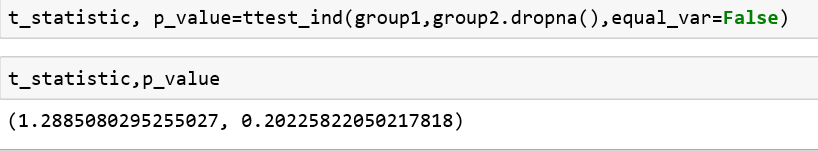 t_statistic, p_value=ttest_ind(group1,group2.dropna(),equal_var=False)
t_statistic,p_value
(1.2885080295255027, 0.20225822050217818)